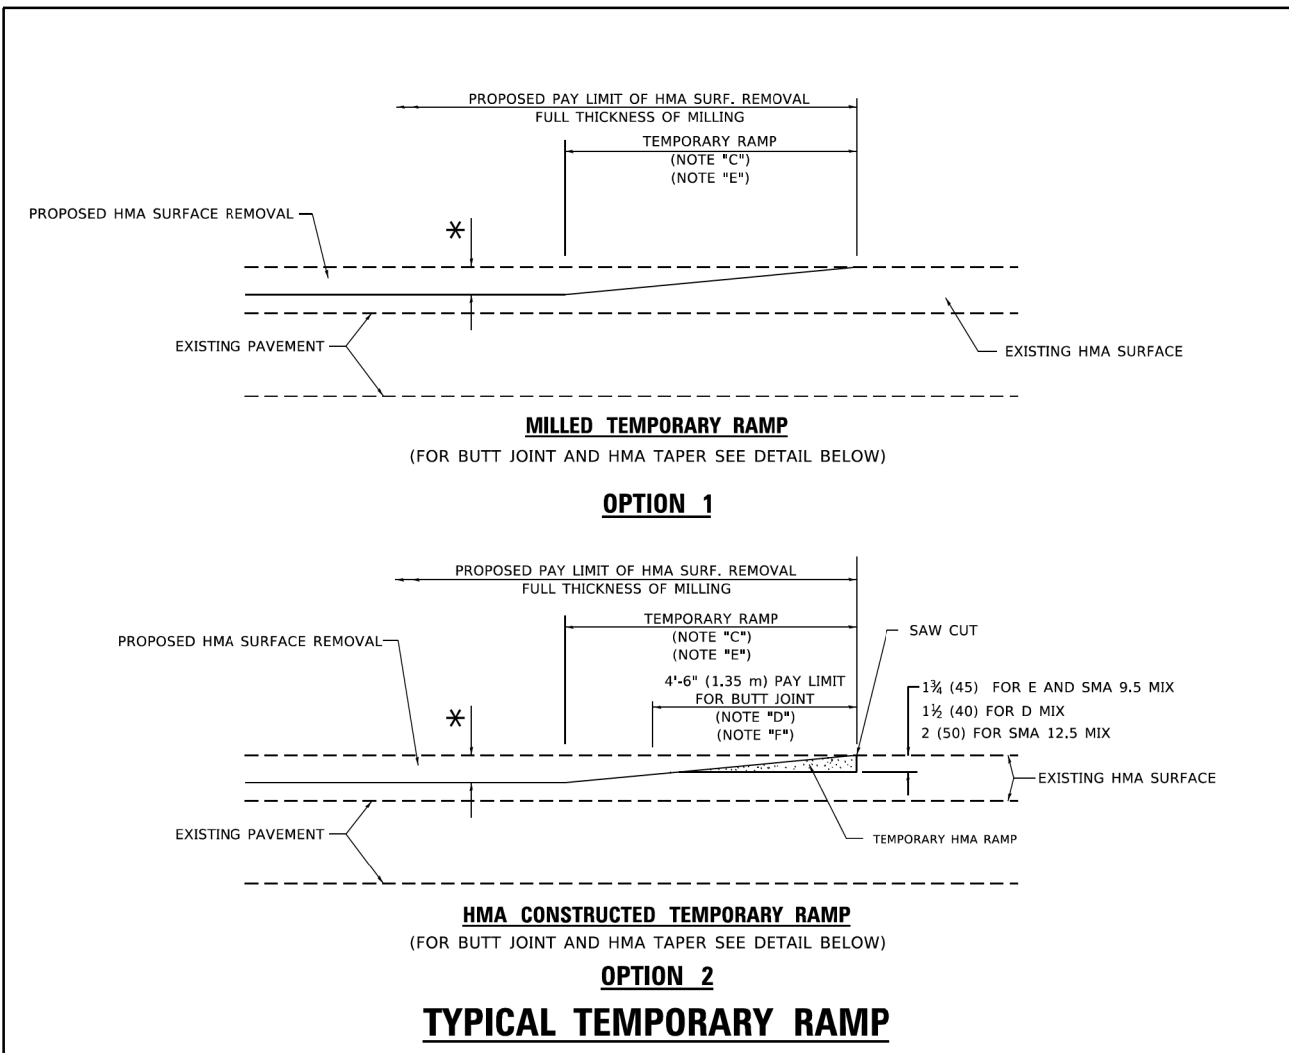 PROPOSED PAY LIMIT OF HMA SURF. REMOVAL
FULL THICKNESS OF MILLING
TEMPORARY RAMP
(NOTE "C")
(NOTE "E")
PROPOSED HMA SURFACE REMOVAL
*
EXISTING PAVEMENT
EXISTING HMA SURFACE
MILLED TEMPORARY RAMP
(FOR BUTT JOINT AND HMA TAPER SEE DETAIL BELOW)
OPTION 1
PROPOSED PAY LIMIT OF HMA SURF. REMOVAL
FULL THICKNESS OF MILLING
TEMPORARY RAMP
(NOTE "C")
(NOTE "E")
PROPOSED HMA SURFACE REMOVAL
SAW CUT
4'-6" (1.35 m) PAY LIMIT
FOR BUTT JOINT
(NOTE "D")
(NOTE "F")
1¾ (45) FOR E AND SMA 9.5 MIX
1½ (40) FOR D MIX
2 (50) FOR SMA 12.5 MIX
*
EXISTING HMA SURFACE
EXISTING PAVEMENT
TEMPORARY HMA RAMP
HMA CONSTRUCTED TEMPORARY RAMP
(FOR BUTT JOINT AND HMA TAPER SEE DETAIL BELOW)
OPTION 2
TYPICAL TEMPORARY RAMP